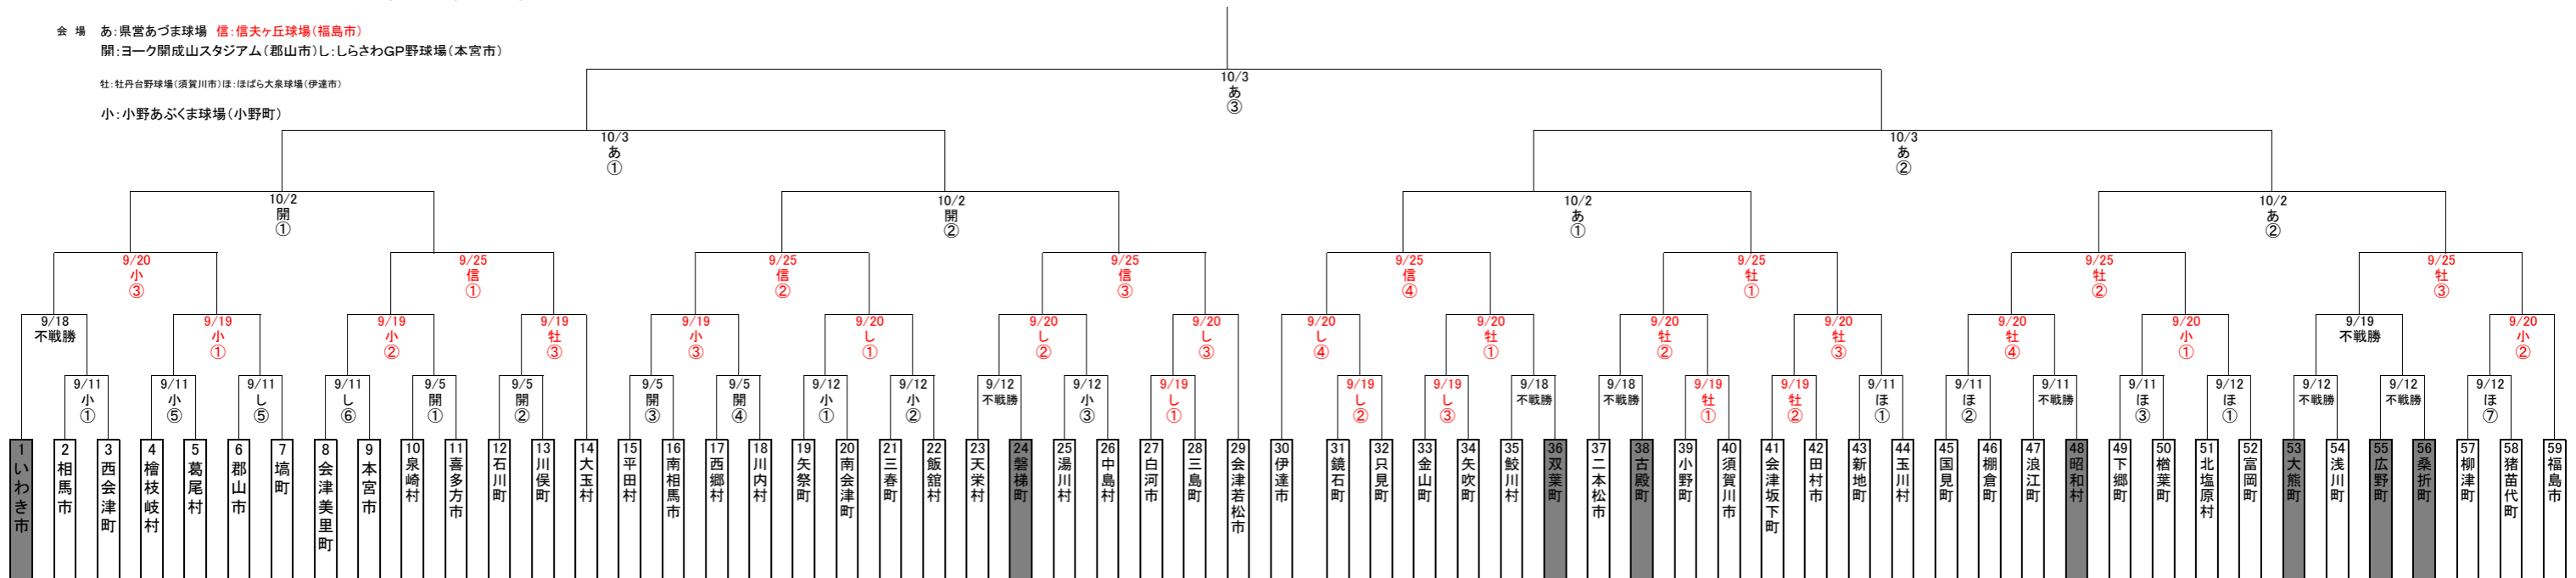 会 場 あ:県営あづま球場 信:信夫ヶ丘球場(福島市)
開:ヨーク開成山スタジアム(郡山市)し:しらさわGP野球場(本宮市)
牡:牡丹台野球場(須賀川市)ほ:ほばら大泉球場(伊達市)
小:小野あぶくま球場(小野町)
10/3
あ
③
10/3
あ
①
10/3
あ
②
10/2
開
①
10/2
開
②
10/2
あ
①
10/2
あ
②
9/20
小
③
9/25
信
①
9/25
信
②
9/25
信
③
9/25
信
④
9/25
牡
①
9/25
牡
②
9/25
牡
③
9/18
不戦勝
9/19
小
①
9/19
小
②
9/19
牡
③
9/19
小
③
9/20
し
①
9/20
し
②
9/20
し
③
9/20
し
④
9/20
牡
①
9/20
牡
②
9/20
牡
③
9/20
牡
④
9/20
小
①
9/19
不戦勝
9/20
小
②
9/11
小
①
9/11
小
⑤
9/11
し
⑤
9/11
し
⑥
9/5
開
①
9/5
開
②
9/5
開
③
9/5
開
④
9/12
小
①
9/12
小
②
9/12
不戦勝
9/12
小
③
9/19
し
①
9/19
し
②
9/19
し
③
9/18
不戦勝
9/18
不戦勝
9/19
牡
①
9/19
牡
②
9/11
ほ
①
9/11
ほ
②
9/11
不戦勝
9/11
ほ
③
9/12
ほ
①
9/12
不戦勝
9/12
不戦勝
9/12
ほ
⑦
1 いわき市
2 相馬市
3 西会津町
4 檜枝岐村
5 葛尾村
6 郡山市
7 塙町
8 会津美里町
9 本宮市
10 泉崎村
11 喜多方市
12 石川町
13 川俣町
14 大玉村
15 平田村
16 南相馬市
17 西郷村
18 川内村
19 矢祭町
20 南会津町
21 三春町
22 飯舘村
23 天栄村
24 磐梯町
25 湯川村
26 中島村
27 白河市
28 三島町
29 会津若松市
30 伊達市
31 鏡石町
32 只見町
33 金山町
34 矢吹町
35 鮫川村
36 双葉町
37 二本松市
38 古殿町
39 小野町
40 須賀川市
41 会津坂下町
42 田村市
43 新地町
44 玉川村
45 国見町
46 棚倉町
47 浪江町
48 昭和村
49 下郷町
50 楢葉町
51 北塩原村
52 富岡町
53 大熊町
54 浅川町
55 広野町
56 桑折町
57 柳津町
58 猪苗代町
59 福島市